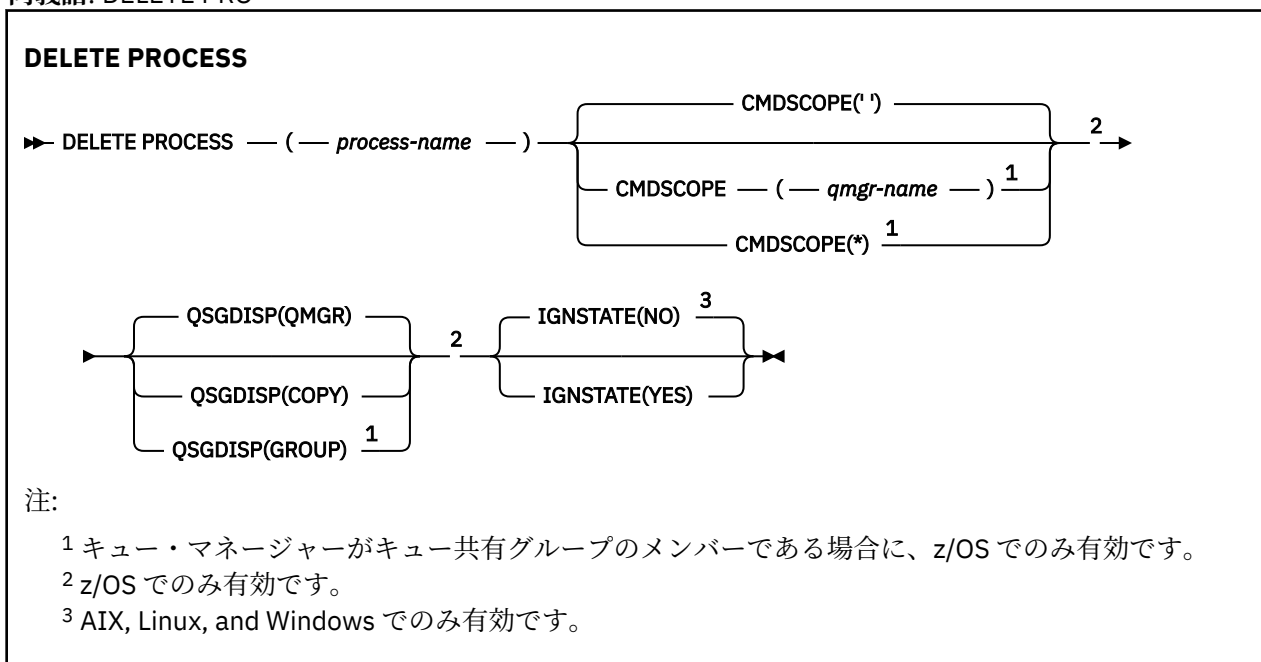 DELETE PROCESS
CMDSCOPE(' ')
DELETE PROCESS ( process-name ) 2
CMDSCOPE ( qmgr-name ) 1
CMDSCOPE(*) 1
QSGDISP(QMGR) 2 IGNSTATE(NO) 3
QSGDISP(COPY) IGNSTATE(YES)
QSGDISP(GROUP) 1
注:
1 キュー・マネージャーがキュー共有グループのメンバーである場合に、z/OS でのみ有効です。
2 z/OS でのみ有効です。
3 AIX, Linux, and Windows でのみ有効です。